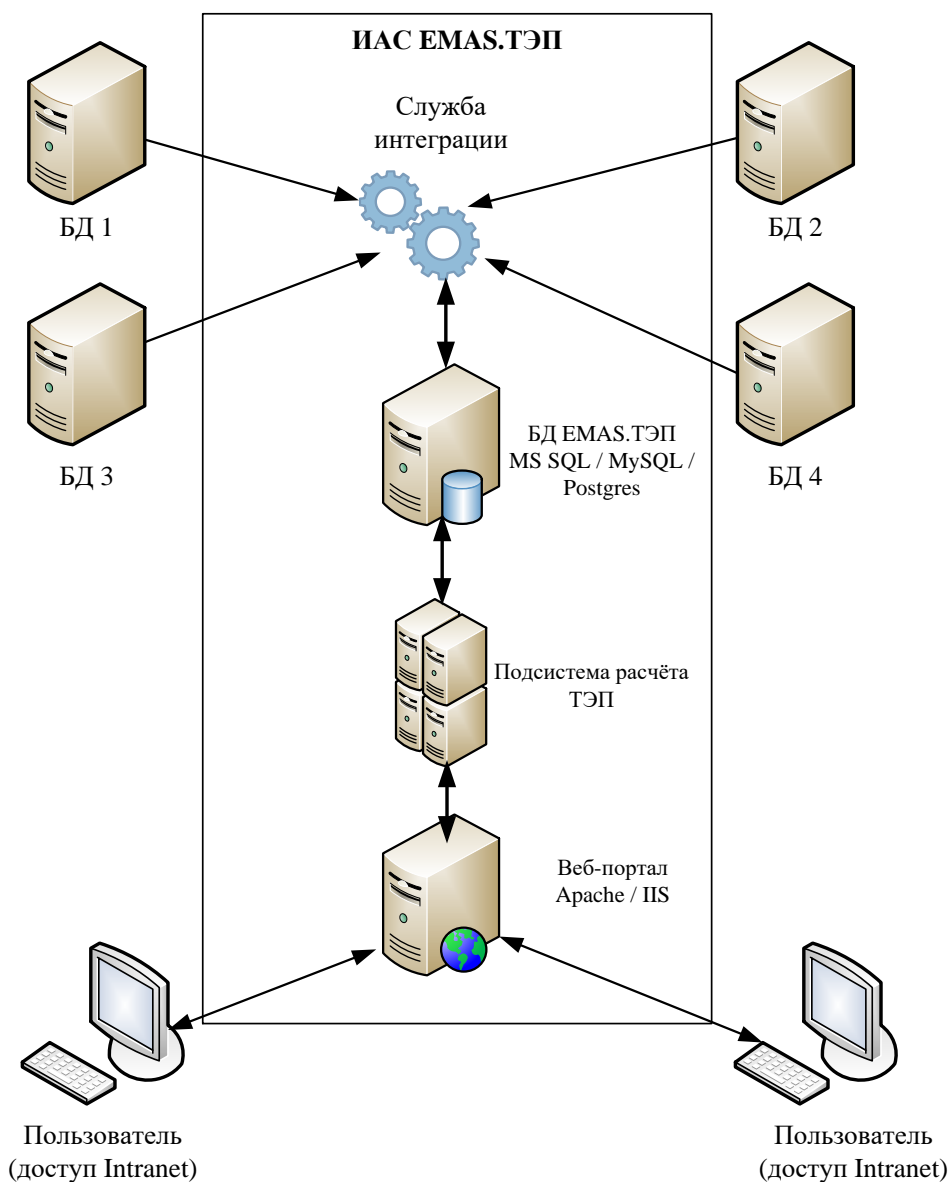 ИАС EMAS.ТЭП
Служба
интеграции
БД 1
БД 2
БД 3
БД 4
БД EMAS.ТЭП
MS SQL / MySQL /
Postgres
Подсистема расчёта
ТЭП
Веб-портал
Apache / IIS
Пользователь
(доступ Intranet)
Пользователь
(доступ Intranet)